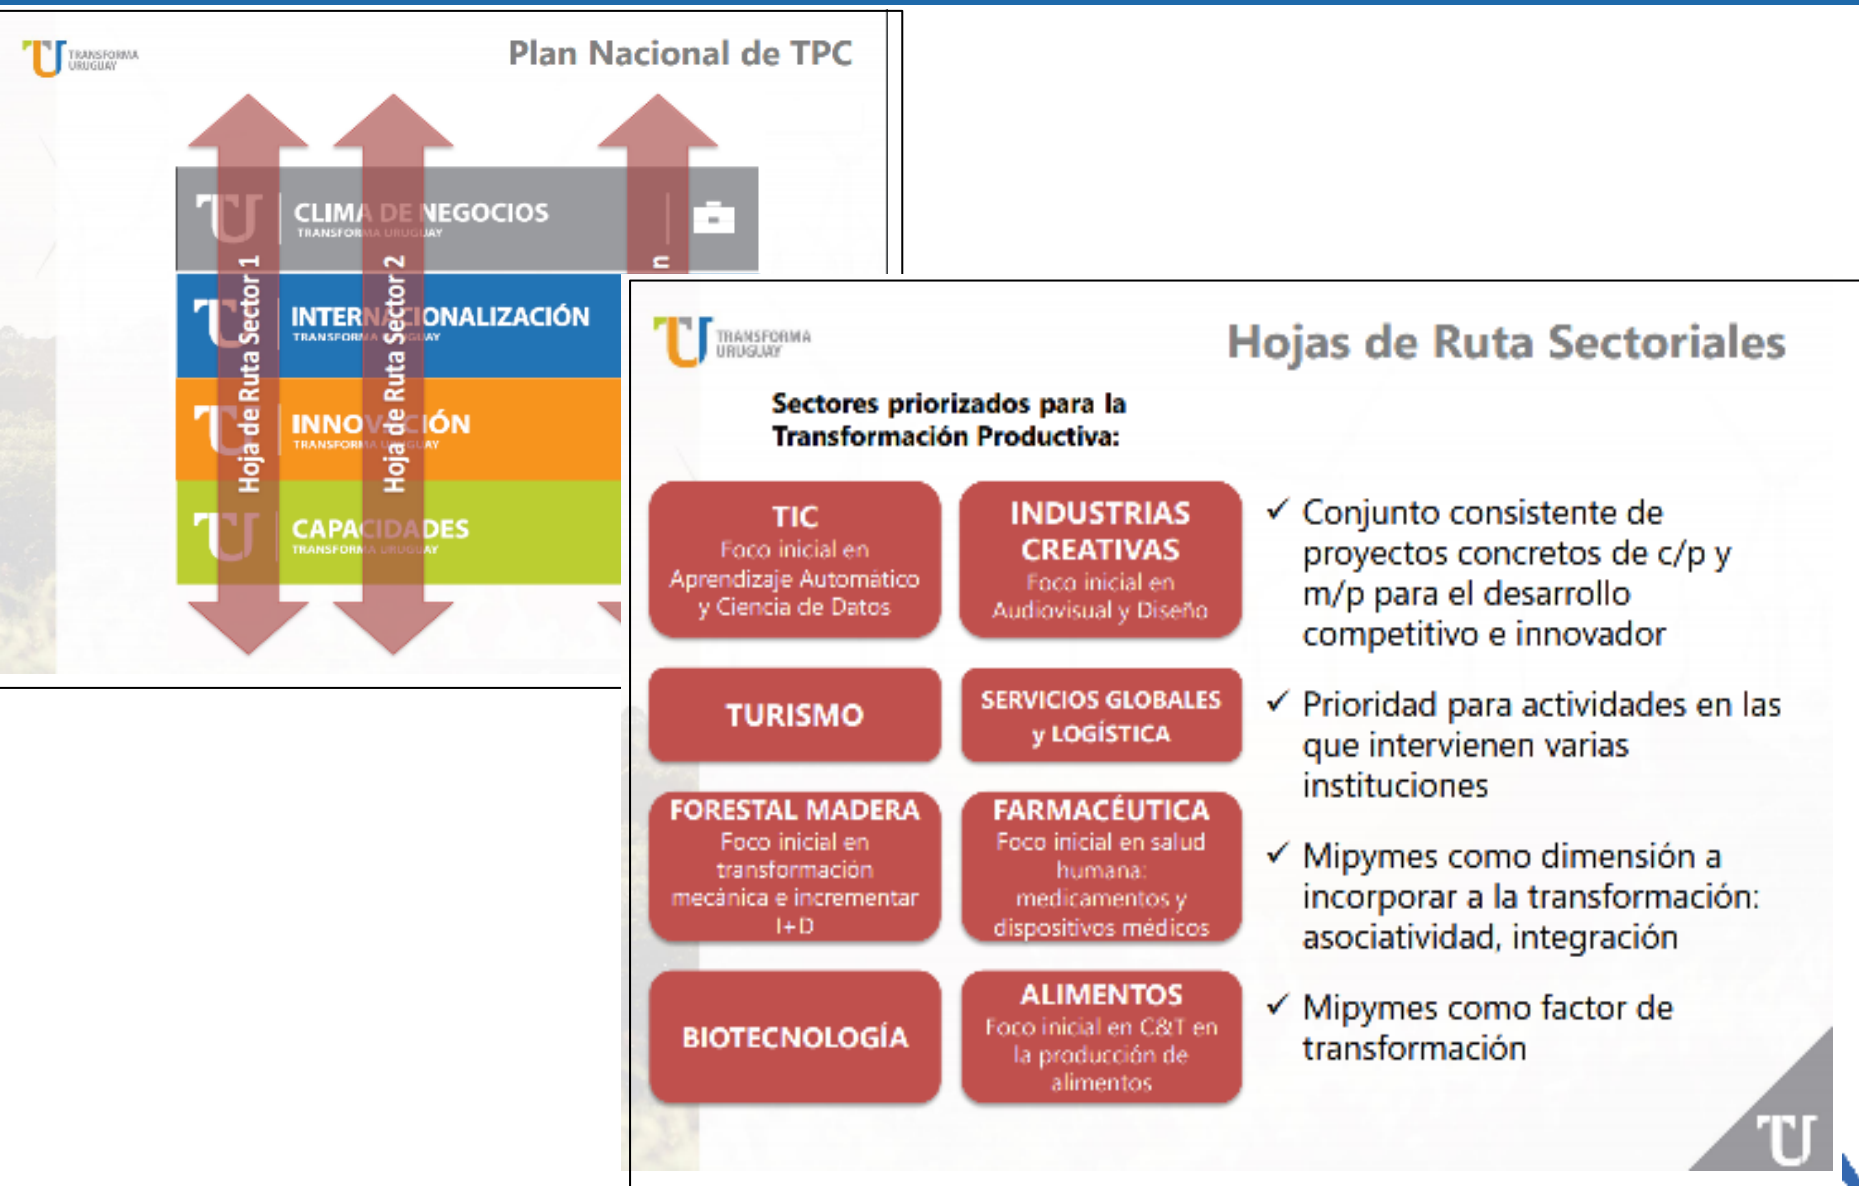 TRANSFORMA
URUGUAY
Plan Nacional de TPC
CLIMA DE NEGOCIOS
TRANSFORMA URUGUAY
INTERNACIONALIZACIÓN
TRANSFORMA URUGUAY
INNOVACIÓN
TRANSFORMA URUGUAY
CAPACIDADES
TRANSFORMA URUGUAY
Hoja de Ruta Sector 1
Hoja de Ruta Sector 2
n
TRANSFORMA
URUGUAY
Hojas de Ruta Sectoriales
Sectores priorizados para la
Transformación Productiva:
TIC
Foco inicial en
Aprendizaje Automático
y Ciencia de Datos
INDUSTRIAS
CREATIVAS
Foco inicial en
Audiovisual y Diseño
TURISMO
SERVICIOS GLOBALES
y LOGÍSTICA
FORESTAL MADERA
Foco inicial en
transformación
mecánica e incrementar
I+D
FARMACÉUTICA
Foco inicial en salud
humana:
medicamentos y
dispositivos médicos
BIOTECNOLOGÍA
ALIMENTOS
Foco inicial en C&T en
la producción de
alimentos
✓ Conjunto consistente de
proyectos concretos de c/p y
m/p para el desarrollo
competitivo e innovador
✓ Prioridad para actividades en las
que intervienen varias
instituciones
✓ Mipymes como dimensión a
incorporar a la transformación:
asociatividad, integración
✓ Mipymes como factor de
transformación